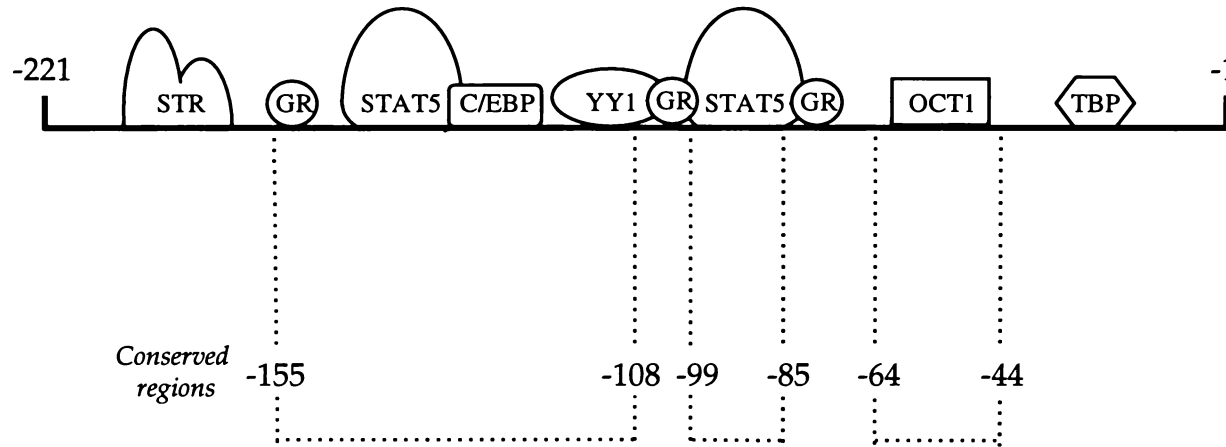 -221
STR GR STAT5 C/EBP YY1 GR STAT5 GR OCT1 TBP
Conserved
regions -155 -108 -99 -85 -64 -44